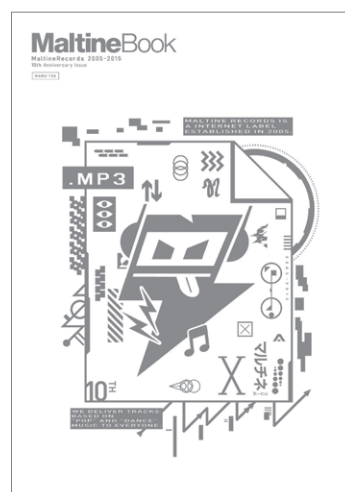 MaltineBook
MaltineRecords 2005-2015
10th Anniversary Issue
MALTINE RECORDS IS
A INTERNET LABEL
ESTABLISHED IN 2005.
.MP3
X
マルチネ
10TH
WE DELIVER TRACKS
BASED ON
"POP" AND "DANCE"
MUSIC TO EVERYONE.